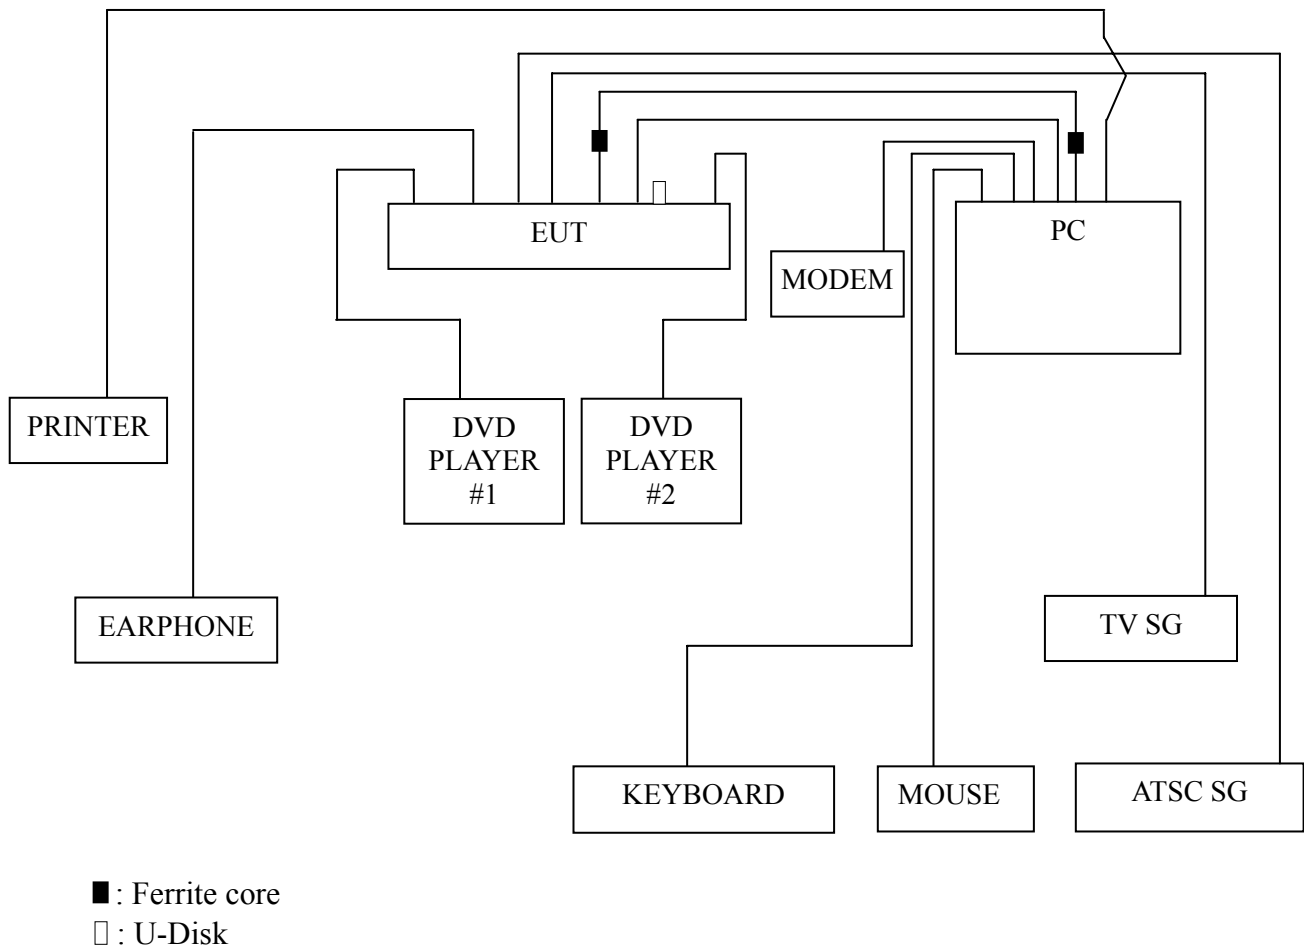 EUT
PC
MODEM
PRINTER
DVD
PLAYER
#1
DVD
PLAYER
#2
EARPHONE
TV SG
KEYBOARD
MOUSE
ATSC SG
: Ferrite core
: U-Disk